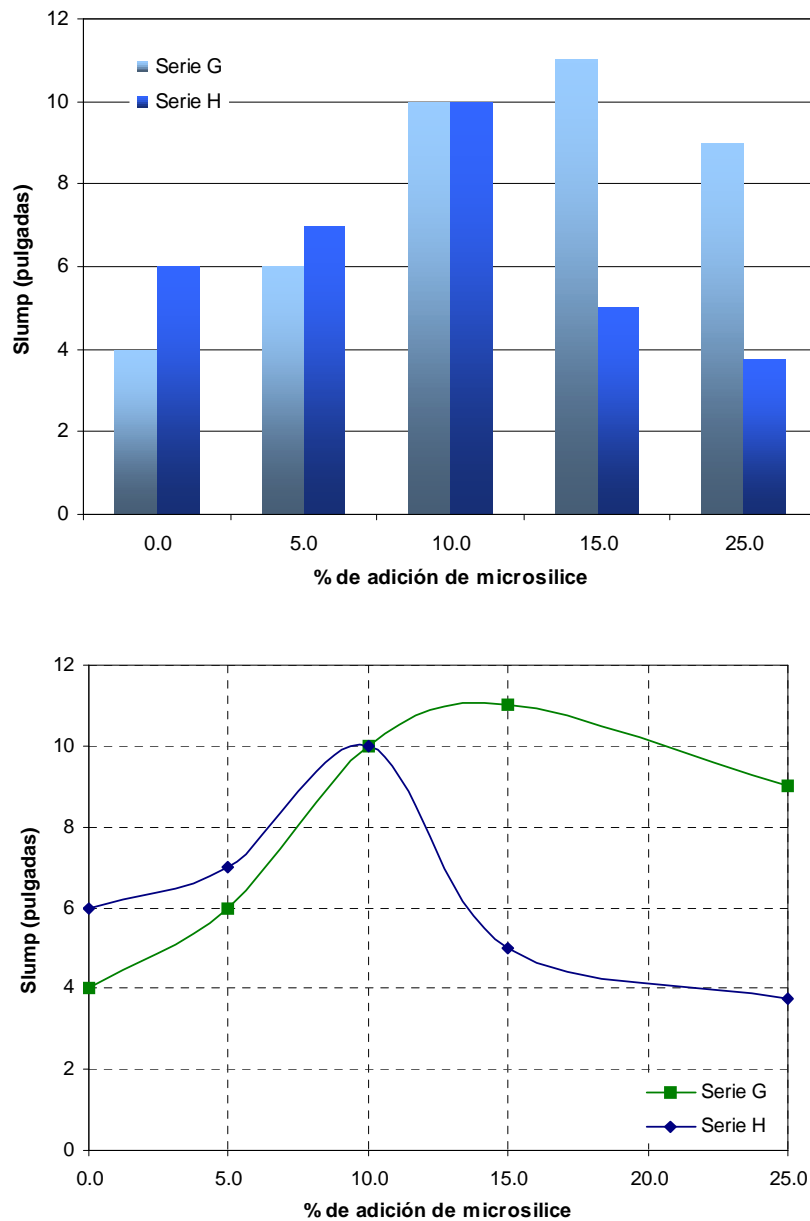 12
10
8
6
4
2
0
Slump (pulgadas)
Serie G
Serie H
0.0 5.0 10.0 15.0 25.0
% de adición de microsilice
12
10
8
6
4
2
0
Slump (pulgadas)
Serie G
Serie H
0.0 5.0 10.0 15.0 20.0 25.0
% de adición de microsilice